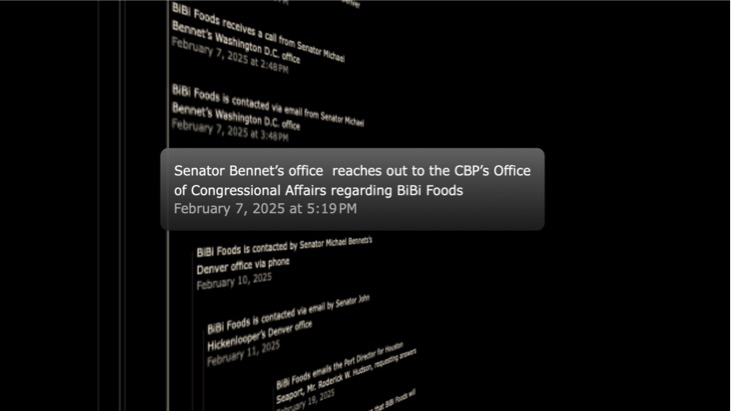 BiBi Foods receives a call from Senator Michael
Bennet's Washington D.C. office
February 7, 2025 at 2:48PM
BiBi Foods is contacted via email from Senator Michael
Bennet's Washington D.C. office
February 7, 2025 at 3:48PM
Senator Bennet's office reaches out to the CBP's Office
of Congressional Affairs regarding BiBi Foods
February 7, 2025 at 5:19PM
BiBi Foods is contacted by Senator Michael Bennet's
Denver office via phone
February 10, 2025
BiBi Foods is contacted via email by Senator John
Hickenlooper's Denver office
February 11, 2025
BiBi Foods emails the Port Director for Houston
Seaport, Mr. Roderick W. Hudson, requesting answers
February 19, 2025
that BiBi Foods will